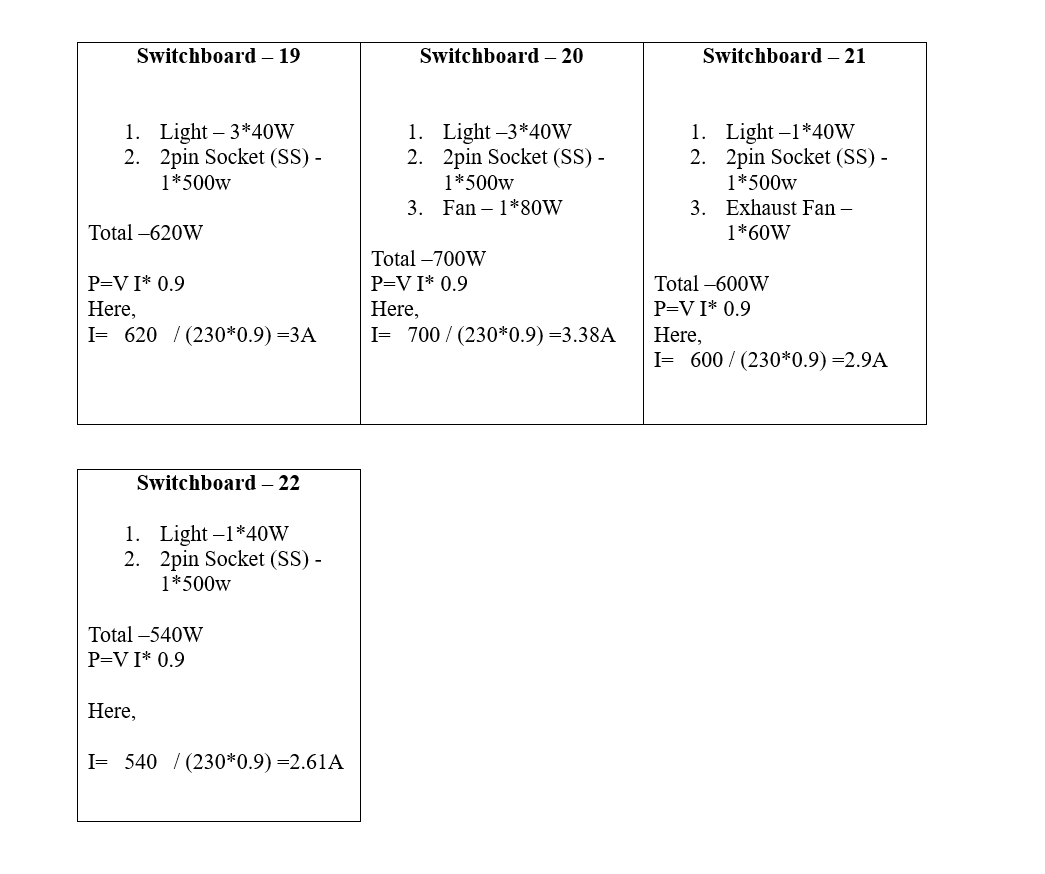 Switchboard – 19
1. Light – 3*40W
2. 2pin Socket (SS) -
1*500w
Total –620W
P=V I* 0.9
Here,
I= 620 / (230*0.9) =3A
Switchboard – 20
1. Light –3*40W
2. 2pin Socket (SS) -
1*500w
3. Fan – 1*80W
Total –700W
P=V I* 0.9
Here,
I= 700 / (230*0.9) =3.38A
Switchboard – 21
1. Light –1*40W
2. 2pin Socket (SS) -
1*500w
3. Exhaust Fan –
1*60W
Total –600W
P=V I* 0.9
Here,
I= 600 / (230*0.9) =2.9A
Switchboard – 22
1. Light –1*40W
2. 2pin Socket (SS) -
1*500w
Total –540W
P=V I* 0.9
Here,
I= 540 / (230*0.9) =2.61A